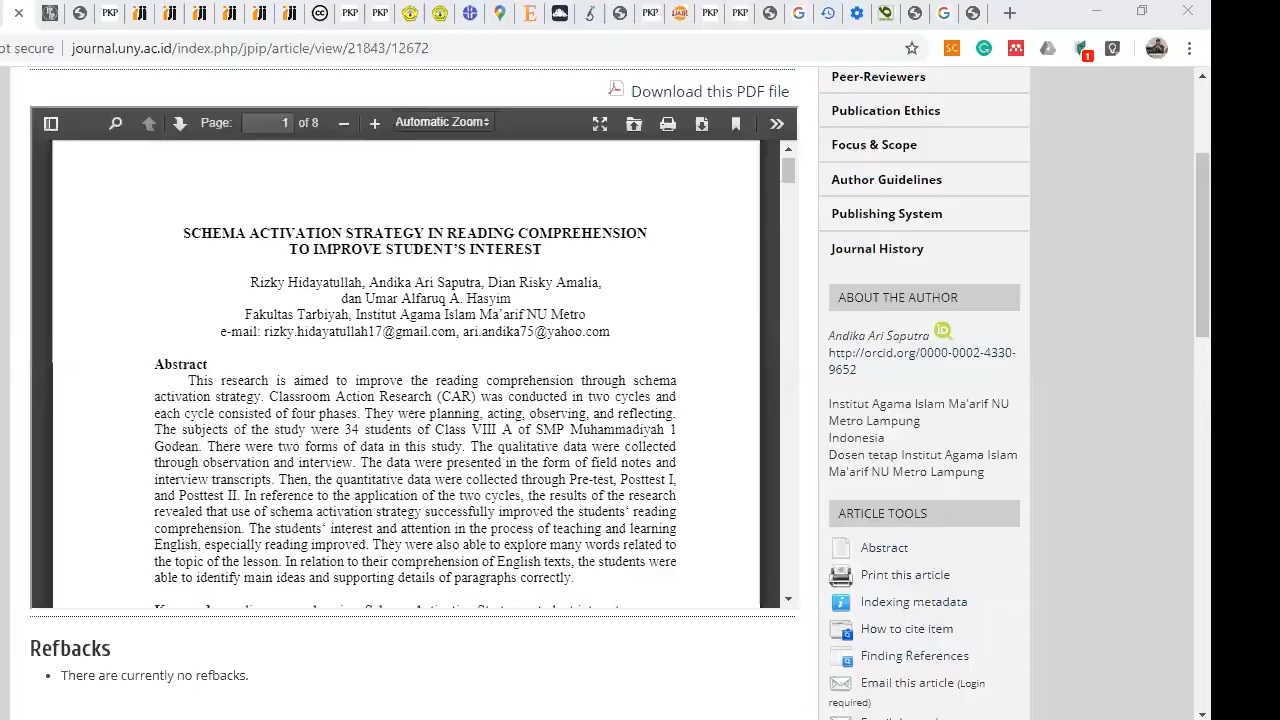 ot secure
journal.uny.ac.id/index.php/jpip/article/view/21843/12672
Download this PDF file
Page: 1 of 8 Automatic Zoom
SCHEMA ACTIVATION STRATEGY IN READING COMPREHENSION
TO IMPROVE STUDENT'S INTEREST
Rizky Hidayatullah, Andika Ari Saputra, Dian Risky Amalia,
dan Umar Alfaruq A. Hasyim
Fakultas Tarbiyah, Institut Agama Islam Ma'arif NU Metro
e-mail: rizky.hidayatullah17@gmail.com, ari.andika75@yahoo.com
Abstract
This research is aimed to improve the reading comprehension through schema
activation strategy. Classroom Action Research (CAR) was conducted in two cycles and
each cycle consisted of four phases. They were planning, acting, observing, and reflecting.
The subjects of the study were 34 students of Class VIII A of SMP Muhammadiyah 1
Godean. There were two forms of data in this study. The qualitative data were collected
through observation and interview. The data were presented in the form of field notes and
interview transcripts. Then, the quantitative data were collected through Pre-test, Posttest I,
and Posttest II. In reference to the application of the two cycles, the results of the research
revealed that use of schema activation strategy successfully improved the students' reading
comprehension. The students' interest and attention in the process of teaching and learning
English, especially reading improved. They were also able to explore many words related to
the topic of the lesson. In relation to their comprehension of English texts, the students were
able to identify main ideas and supporting details of paragraphs correctly.
Refbacks
• There are currently no refbacks.
Peer-Reviewers
Publication Ethics
Focus & Scope
Author Guidelines
Publishing System
Journal History
ABOUT THE AUTHOR
Andika Ari Saputra iD
http://orcid.org/0000-0002-4330-
9652
Institut Agama Islam Ma'arif NU
Metro Lampung
Indonesia
Dosen tetap Institut Agama Islam
Ma'arif NU Metro Lampung
ARTICLE TOOLS
Abstract
Print this article
Indexing metadata
How to cite item
Finding References
Email this article (Login
required)